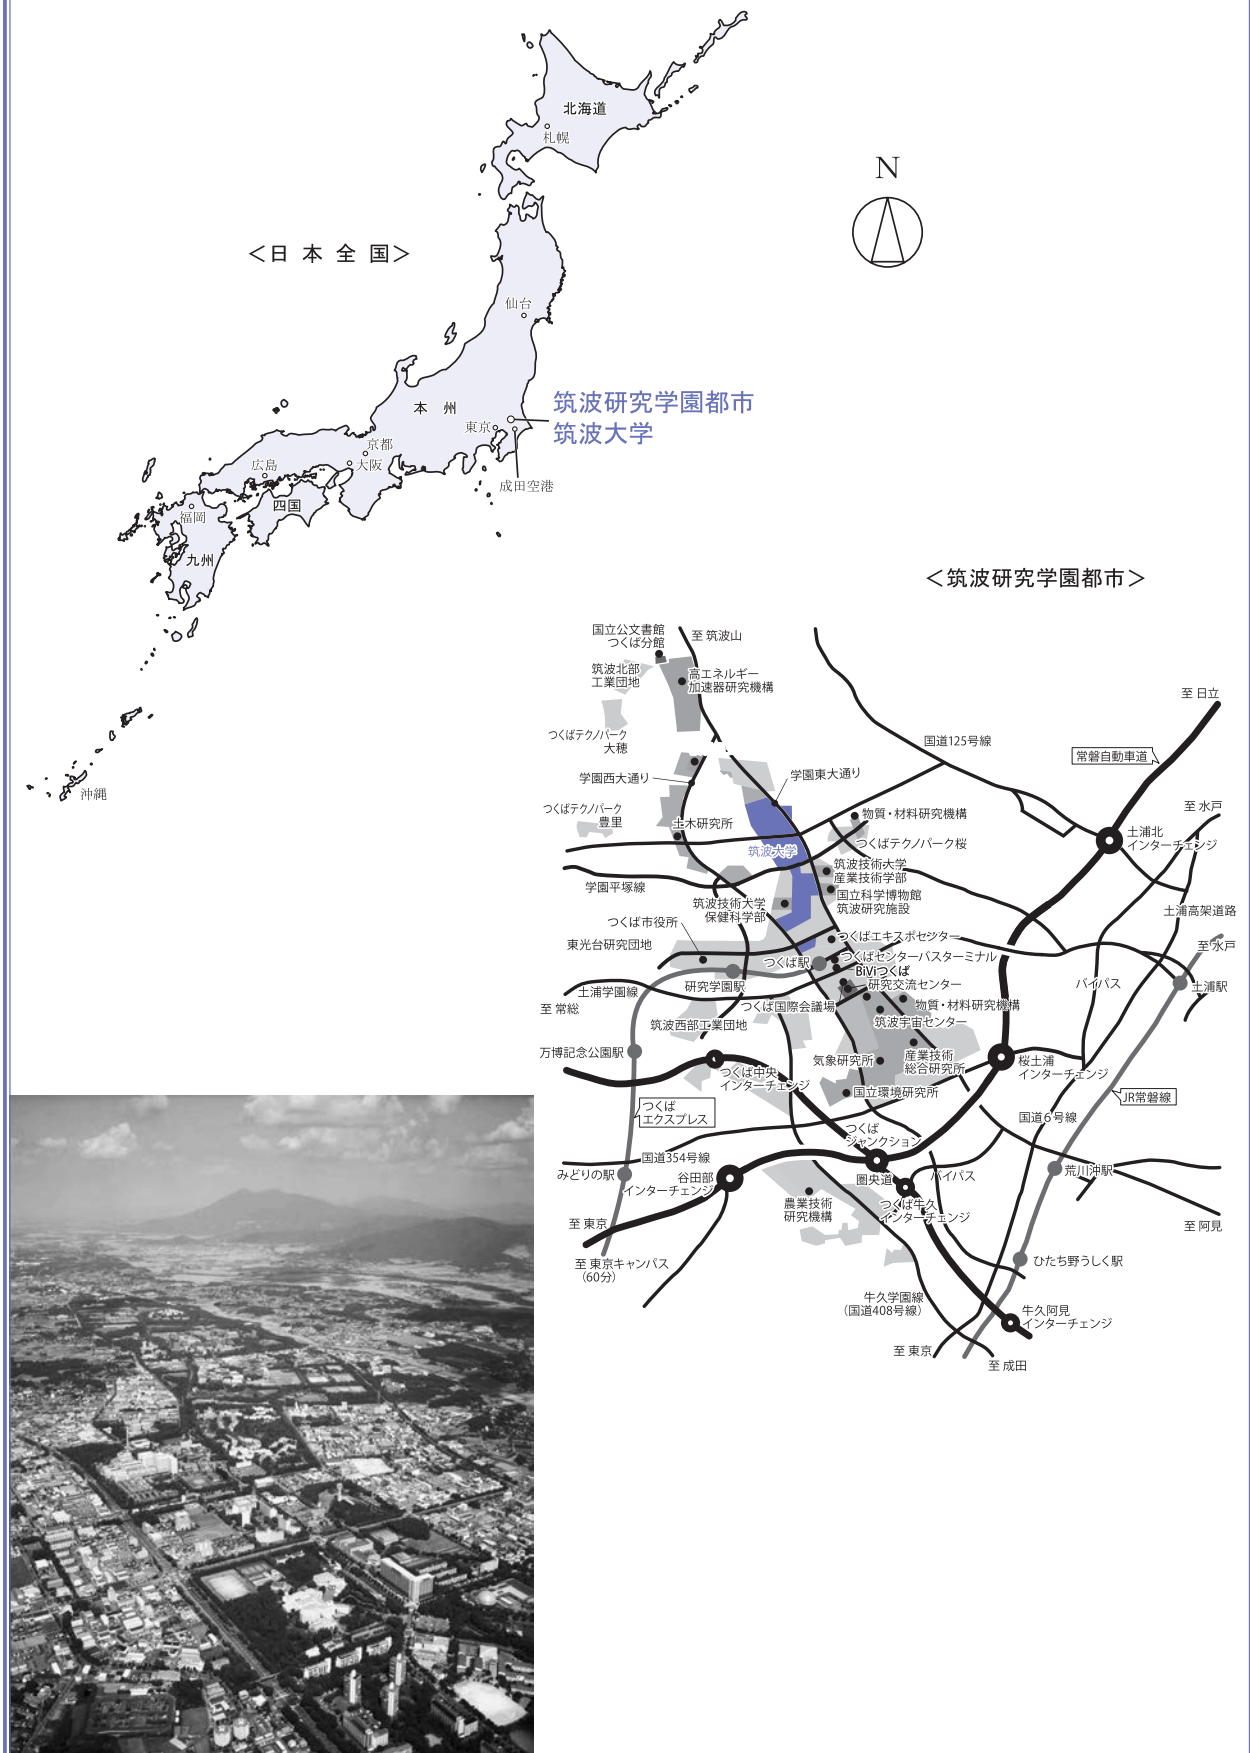 北海道
札幌
N
＜日本全国＞
仙台
本州
筑波研究学園都市
筑波大学
東京
京都
大阪
広島
成田空港
四国
福岡
九州
沖縄
＜筑波研究学園都市＞
国立公文書館
つくば分館
至 筑波山
筑波北部
工業団地
高エネルギー
加速器研究機構
至 日立
つくばテクノパーク
大穂
国道125号線
常磐自動車道
学園西大通り
学園東大通り
つくばテクノパーク
豊里
土木研究所
物質・材料研究機構
至 水戸
土浦北
インターチェンジ
つくばテクノパーク桜
筑波大学
筑波技術大学
産業技術学部
学園平塚線
国立科学博物館
筑波研究施設
筑波技術大学
保健科学部
土浦高架道路
つくば市役所
東光台研究団地
つくばエキスポセンター
至 水戸
つくば駅
つくばセンターバスターミナル
BiViつくば
研究学園駅
研究交流センター
バイパス
土浦駅
土浦学園線
至 常総
つくば国際会議場
物質・材料研究機構
筑波西部工業団地
筑波宇宙センター
万博記念公園駅
気象研究所
産業技術
総合研究所
桜土浦
インターチェンジ
つくば中央
インターチェンジ
国立環境研究所
JR常磐線
つくば
エクスプレス
国道6号線
つくば
ジャンクション
国道354号線
みどりの駅
谷田部
インターチェンジ
圏央道
バイパス
荒川沖駅
農業技術
研究機構
つくば牛久
インターチェンジ
至 東京
至 阿見
至 東京キャンパス
（60分）
ひたち野うしく駅
牛久学園線
（国道408号線）
牛久阿見
インターチェンジ
至 東京
至 成田